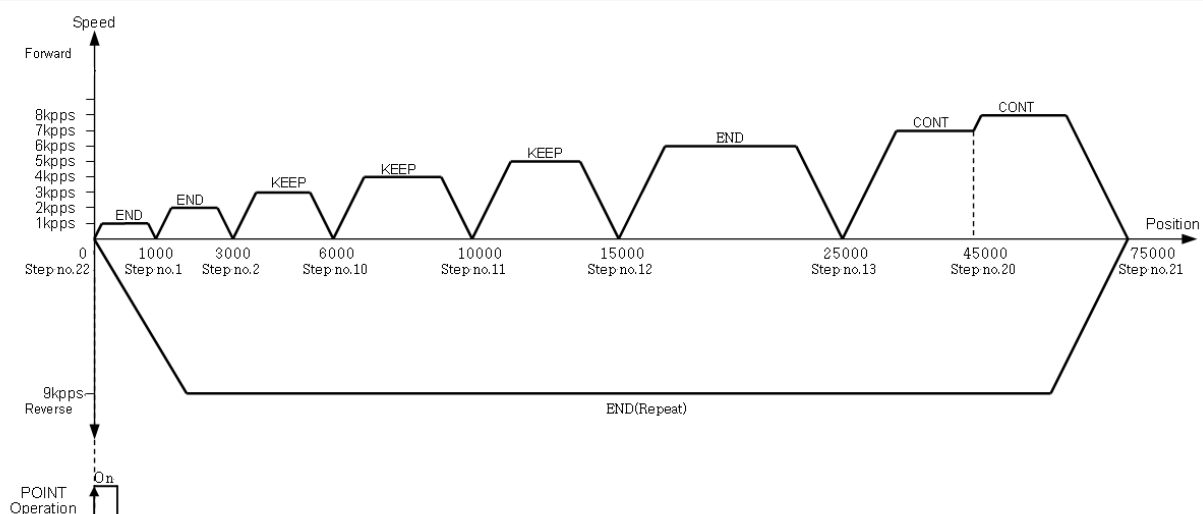 Speed
Forward
8kpps
7kpps
6kpps
5kpps
4kpps
3kpps
2kpps
1kpps
END
END
KEEP
KEEP
KEEP
END
CONT
CONT
Position
0
1000
3000
6000
10000
15000
25000
45000
75000
Step no.22
Step no.1
Step no.2
Step no.10
Step no.11
Step no.12
Step no.13
Step no.20
Step no.21
9kpps
Reverse
END(Repeat)
On
POINT
Operation